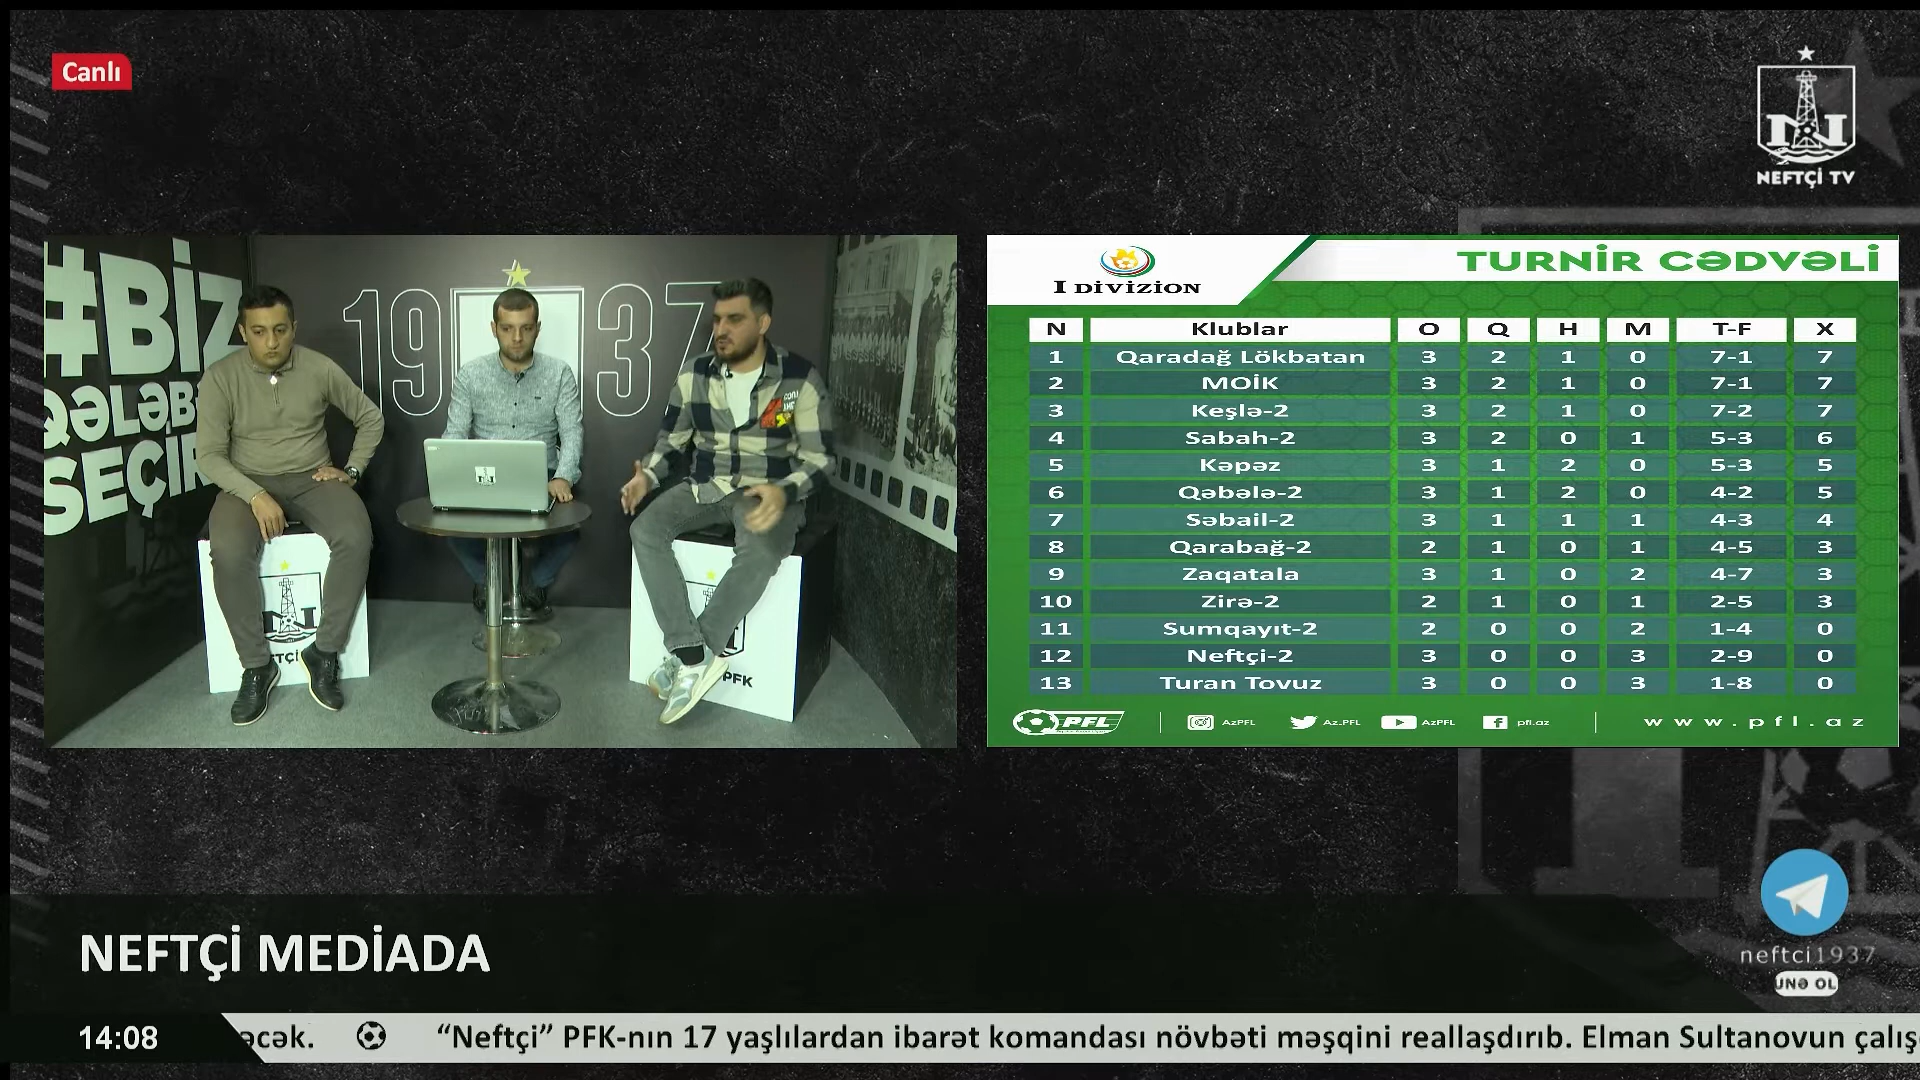 Canlı
NEFTÇİ TV
#BİZ
SEÇİR
1937
PFK
I DİVİZİON
TURNİR CƏDVƏLİ
N Klublar O Q H M T-F X
1 Qaradağ Lökbatan 3 2 1 0 7-1 7
2 MOİK 3 2 1 0 7-1 7
3 Keşlə-2 3 2 1 0 7-2 7
4 Sabah-2 3 2 0 1 5-3 6
5 Kəpəz 3 1 2 0 5-3 5
6 Qəbələ-2 3 1 2 0 4-2 5
7 Səbail-2 3 1 1 1 4-3 4
8 Qarabağ-2 2 1 0 1 4-5 3
9 Zaqatala 3 1 0 2 4-7 3
10 Zirə-2 2 1 0 1 2-5 3
11 Sumqayıt-2 2 0 0 2 1-4 0
12 Neftçi-2 3 0 0 3 2-9 0
13 Turan Tovuz 3 0 0 3 1-8 0
PFL AzPFL Az_PFL AzPFL pfl.az www.pfl.az
NEFTÇİ MEDİADA
neftci1937
ÜNƏ OL
14:08 əcək. “Neftçi” PFK-nın 17 yaşlılardan ibarət komandası növbəti məşqini reallaşdırıb. Elman Sultanovun çalış